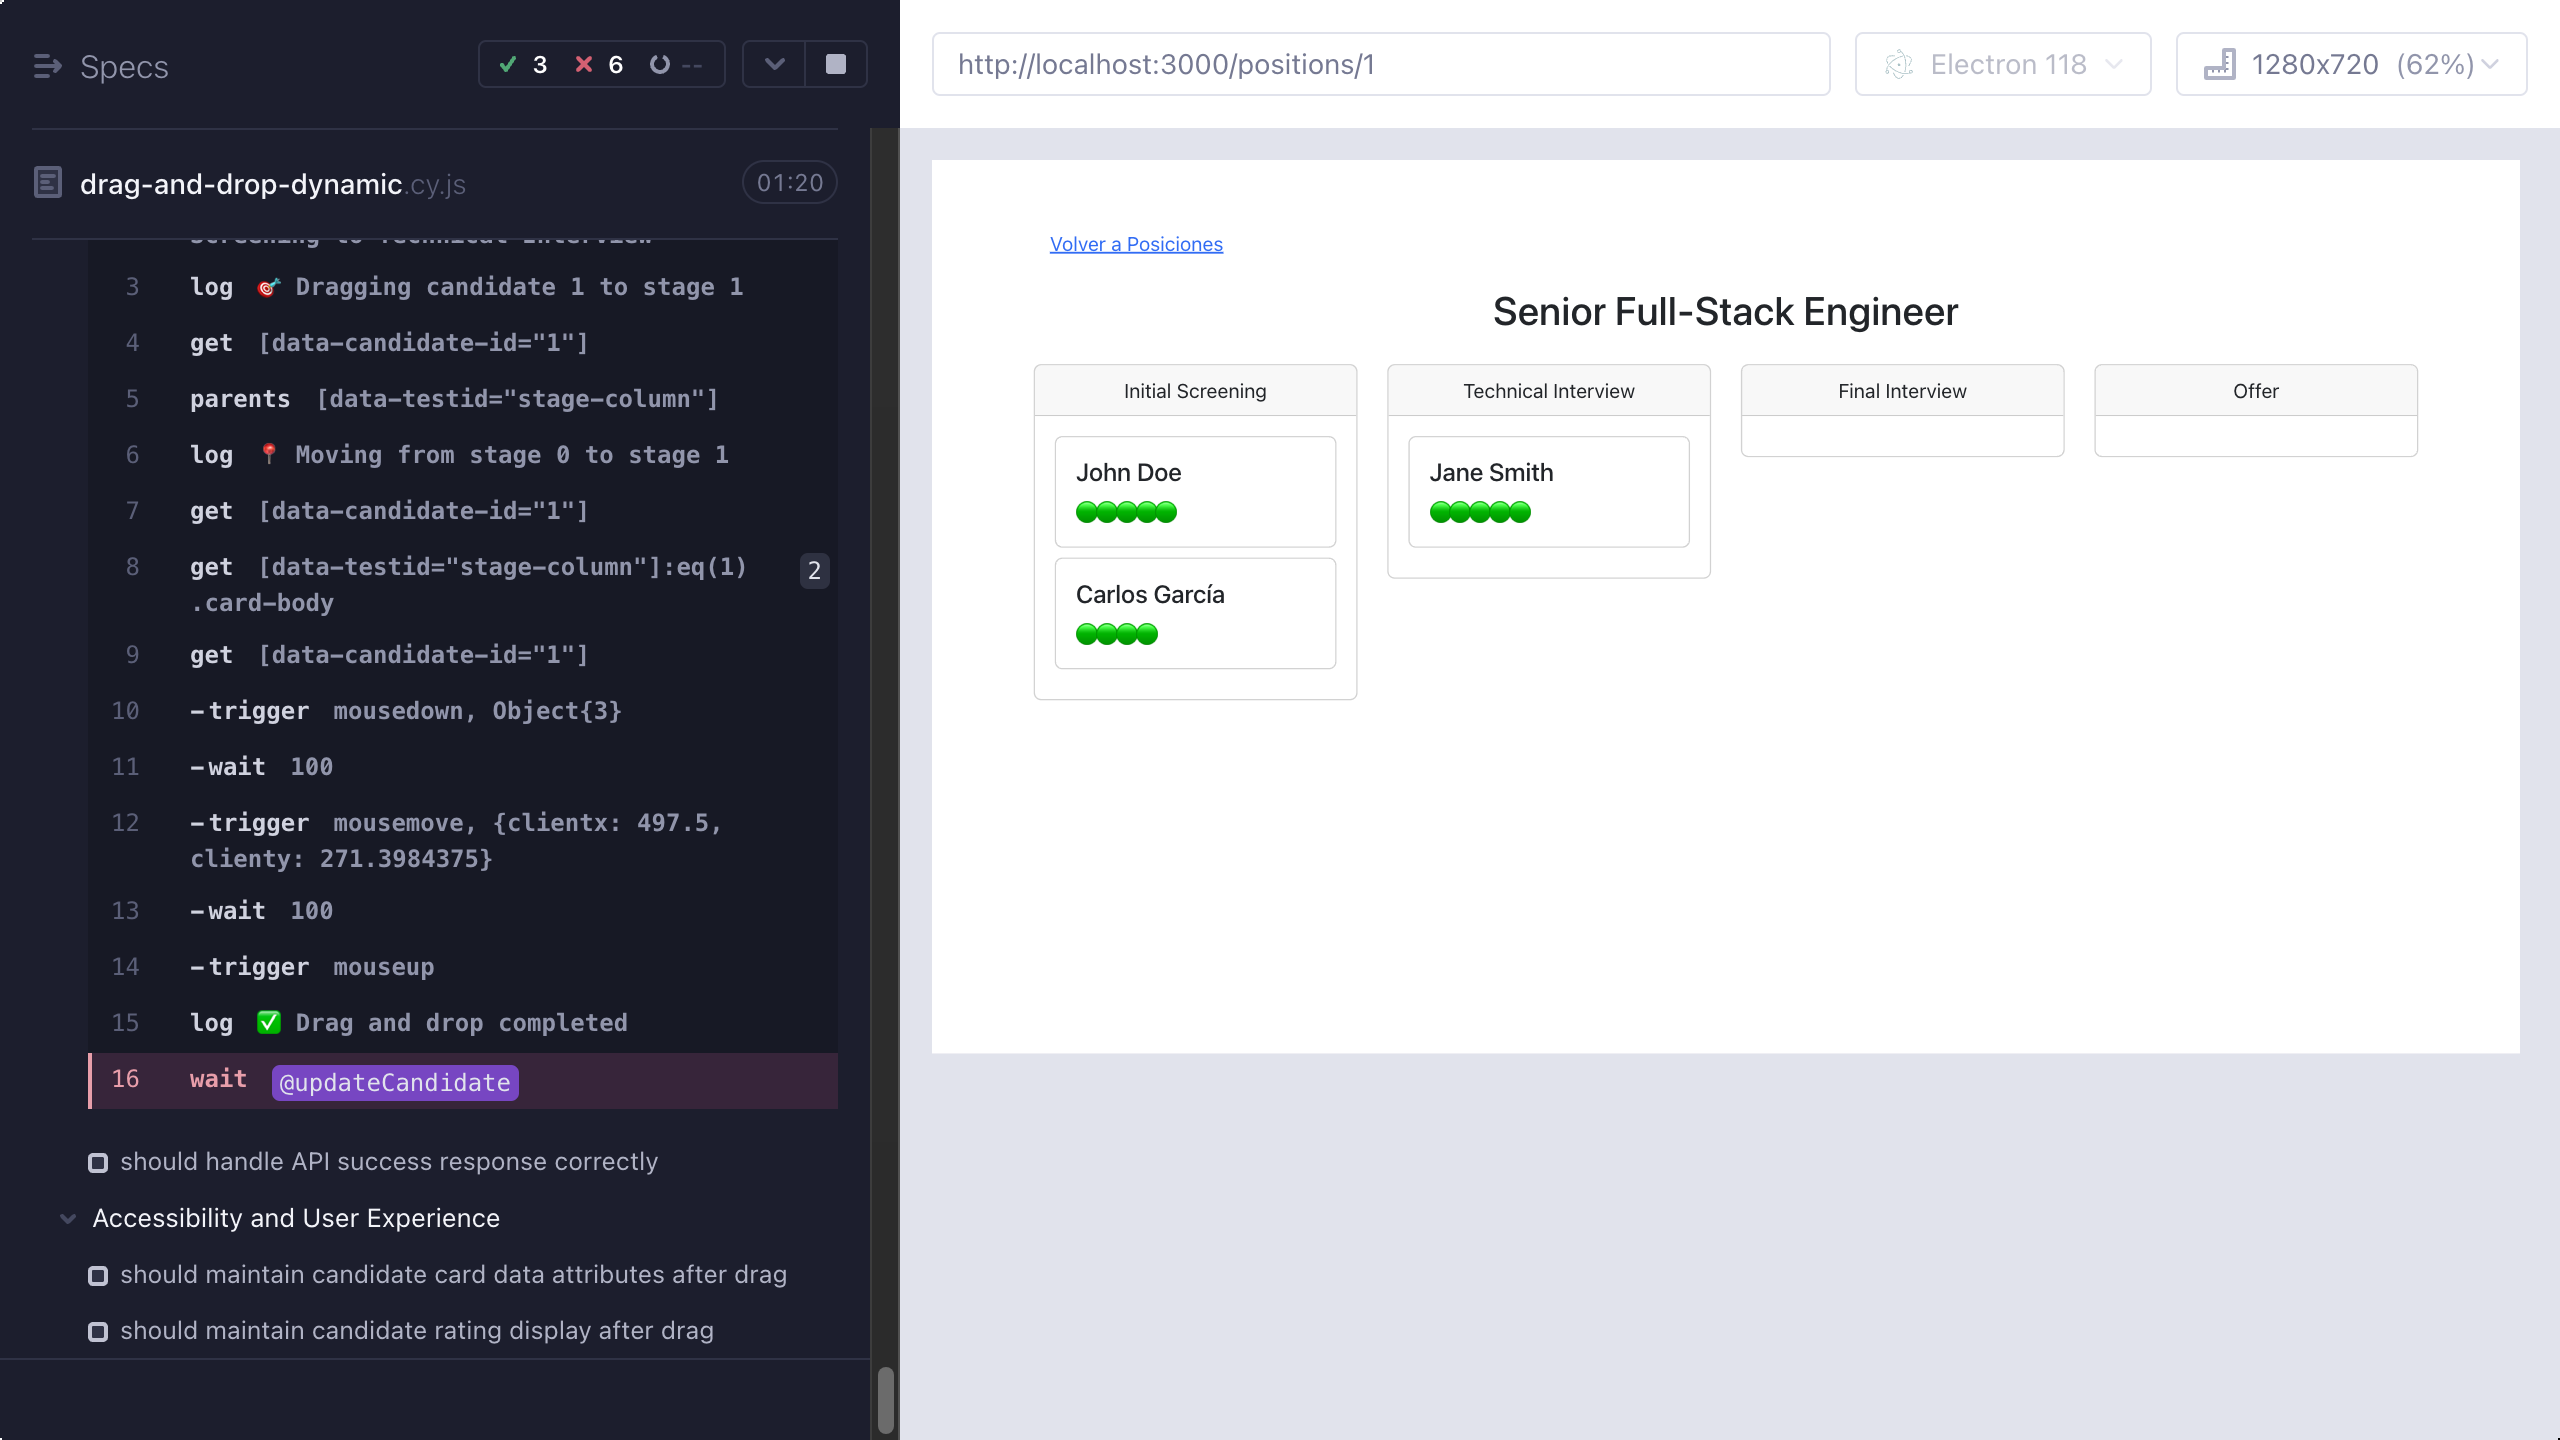 Specs
3
6
--
drag-and-drop-dynamic.cy.js
01:20
Screening to Technical Interview
3 log 🎯 Dragging candidate 1 to stage 1
4 get [data-candidate-id="1"]
5 parents [data-testid="stage-column"]
6 log 📍 Moving from stage 0 to stage 1
7 get [data-candidate-id="1"]
8 get [data-testid="stage-column"]:eq(1) 2
.card-body
9 get [data-candidate-id="1"]
10 -trigger mousedown, Object{3}
11 -wait 100
12 -trigger mousemove, {clientx: 497.5,
clienty: 271.3984375}
13 -wait 100
14 -trigger mouseup
15 log ✅ Drag and drop completed
16 wait @updateCandidate
should handle API success response correctly
Accessibility and User Experience
should maintain candidate card data attributes after drag
should maintain candidate rating display after drag
http://localhost:3000/positions/1
Electron 118
1280x720 (62%)
Volver a Posiciones
Senior Full-Stack Engineer
Initial Screening
John Doe
Carlos García
Technical Interview
Jane Smith
Final Interview
Offer